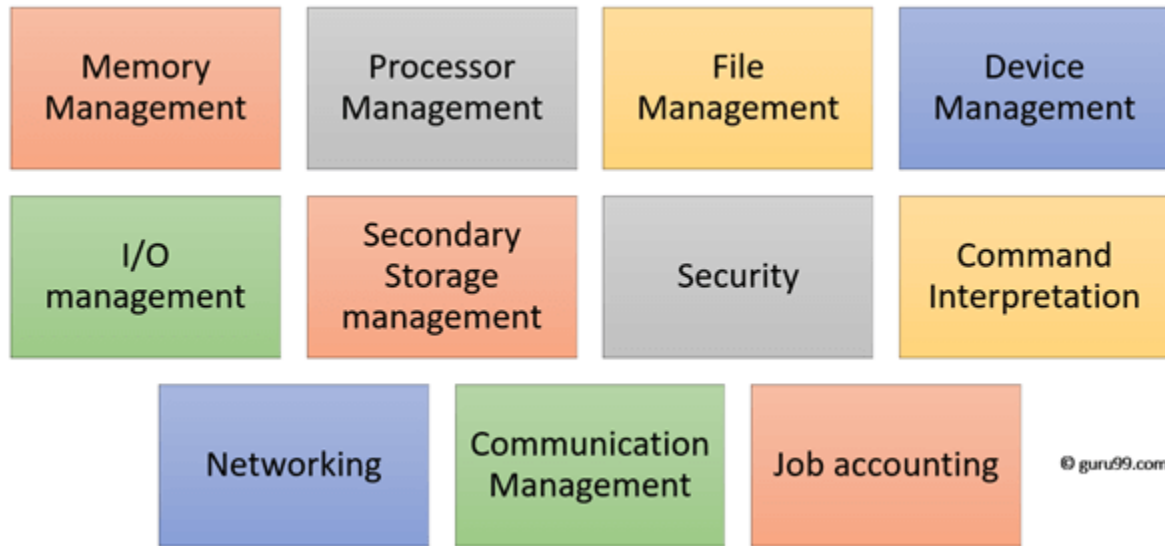 Memory
Management
Processor
Management
File
Management
Device
Management
I/O
management
Secondary
Storage
management
Security
Command
Interpretation
Networking
Communication
Management
Job accounting
© guru99.com